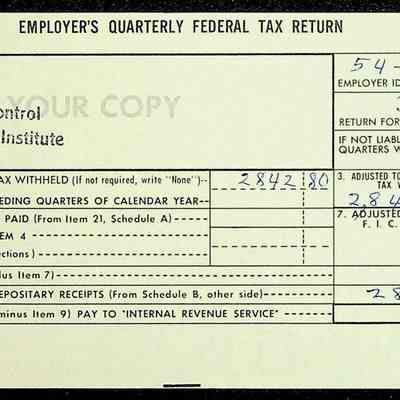 EMPLOYER'S QUARTERLY FEDERAL TAX RETURN
54-
EMPLOYER ID
YOUR COPY
ontrol
Institute
RETURN FOR
IF NOT LIABL
QUARTERS W
AX WITHHELD (If not required, write "None")--
2842 80
3. ADJUSTED TO
TAX W
2,84
EDING QUARTERS OF CALENDAR YEAR--
PAID (From Item 21, Schedule A)
7. ADJUSTED
F. I. C.
EM 4
ections)
lus Item 7)
EPOSITARY RECEIPTS (From Schedule B, other side)
28
minus Item 9) PAY TO "INTERNAL REVENUE SERVICE"